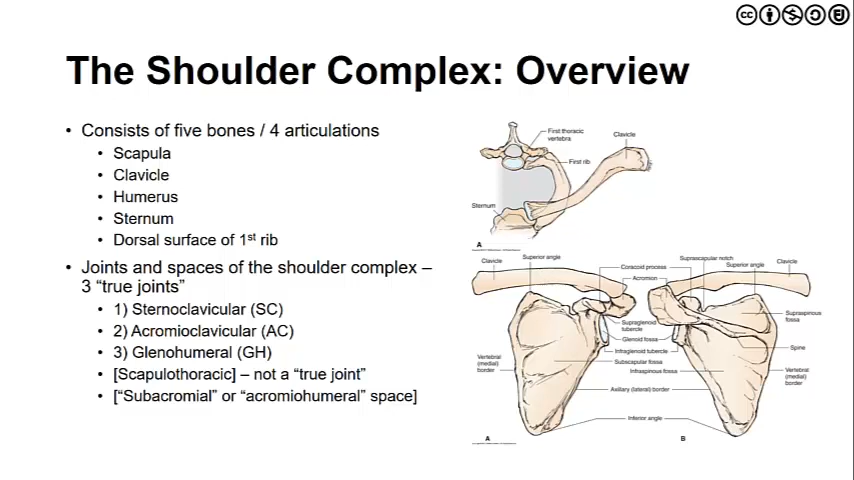 The Shoulder Complex: Overview
• Consists of five bones / 4 articulations
• Scapula
• Clavicle
• Humerus
• Sternum
• Dorsal surface of 1st rib
• Joints and spaces of the shoulder complex –
3 “true joints”
• 1) Sternoclavicular (SC)
• 2) Acromioclavicular (AC)
• 3) Glenohumeral (GH)
• [Scapulothoracic] – not a “true joint”
• [“Subacromial” or “acromiohumeral” space]
First thoracic
vertebra
Clavicle
First rib
Sternum
A
Clavicle
Superior angle
Coracoid process
Acromion
Suprascapular notch
Superior angle
Clavicle
Supraglenoid
tubercle
Glenoid fossa
Infraglenoid tubercle
Subscapular fossa
Infraspinous fossa
Supraspinous
fossa
Spine
Vertebral
(medial)
border
Vertebral
(medial)
border
Axillary (lateral) border
Inferior angle
A
B